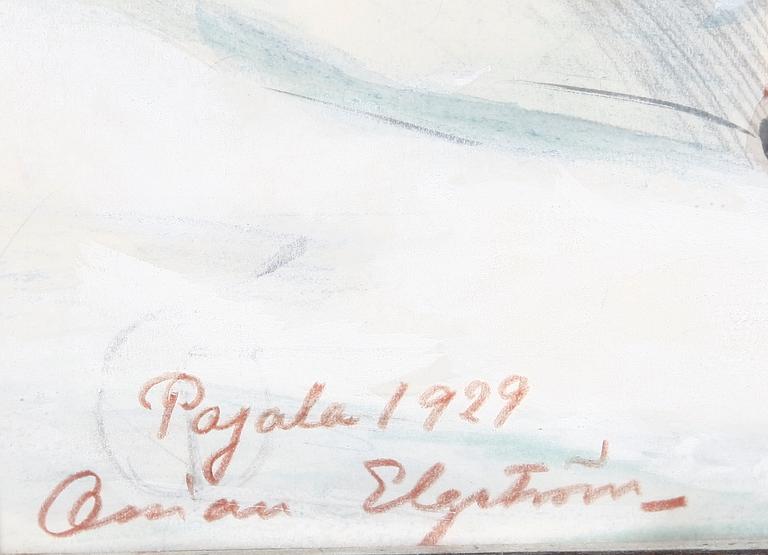 Pajala 1929
Ossian Elgström